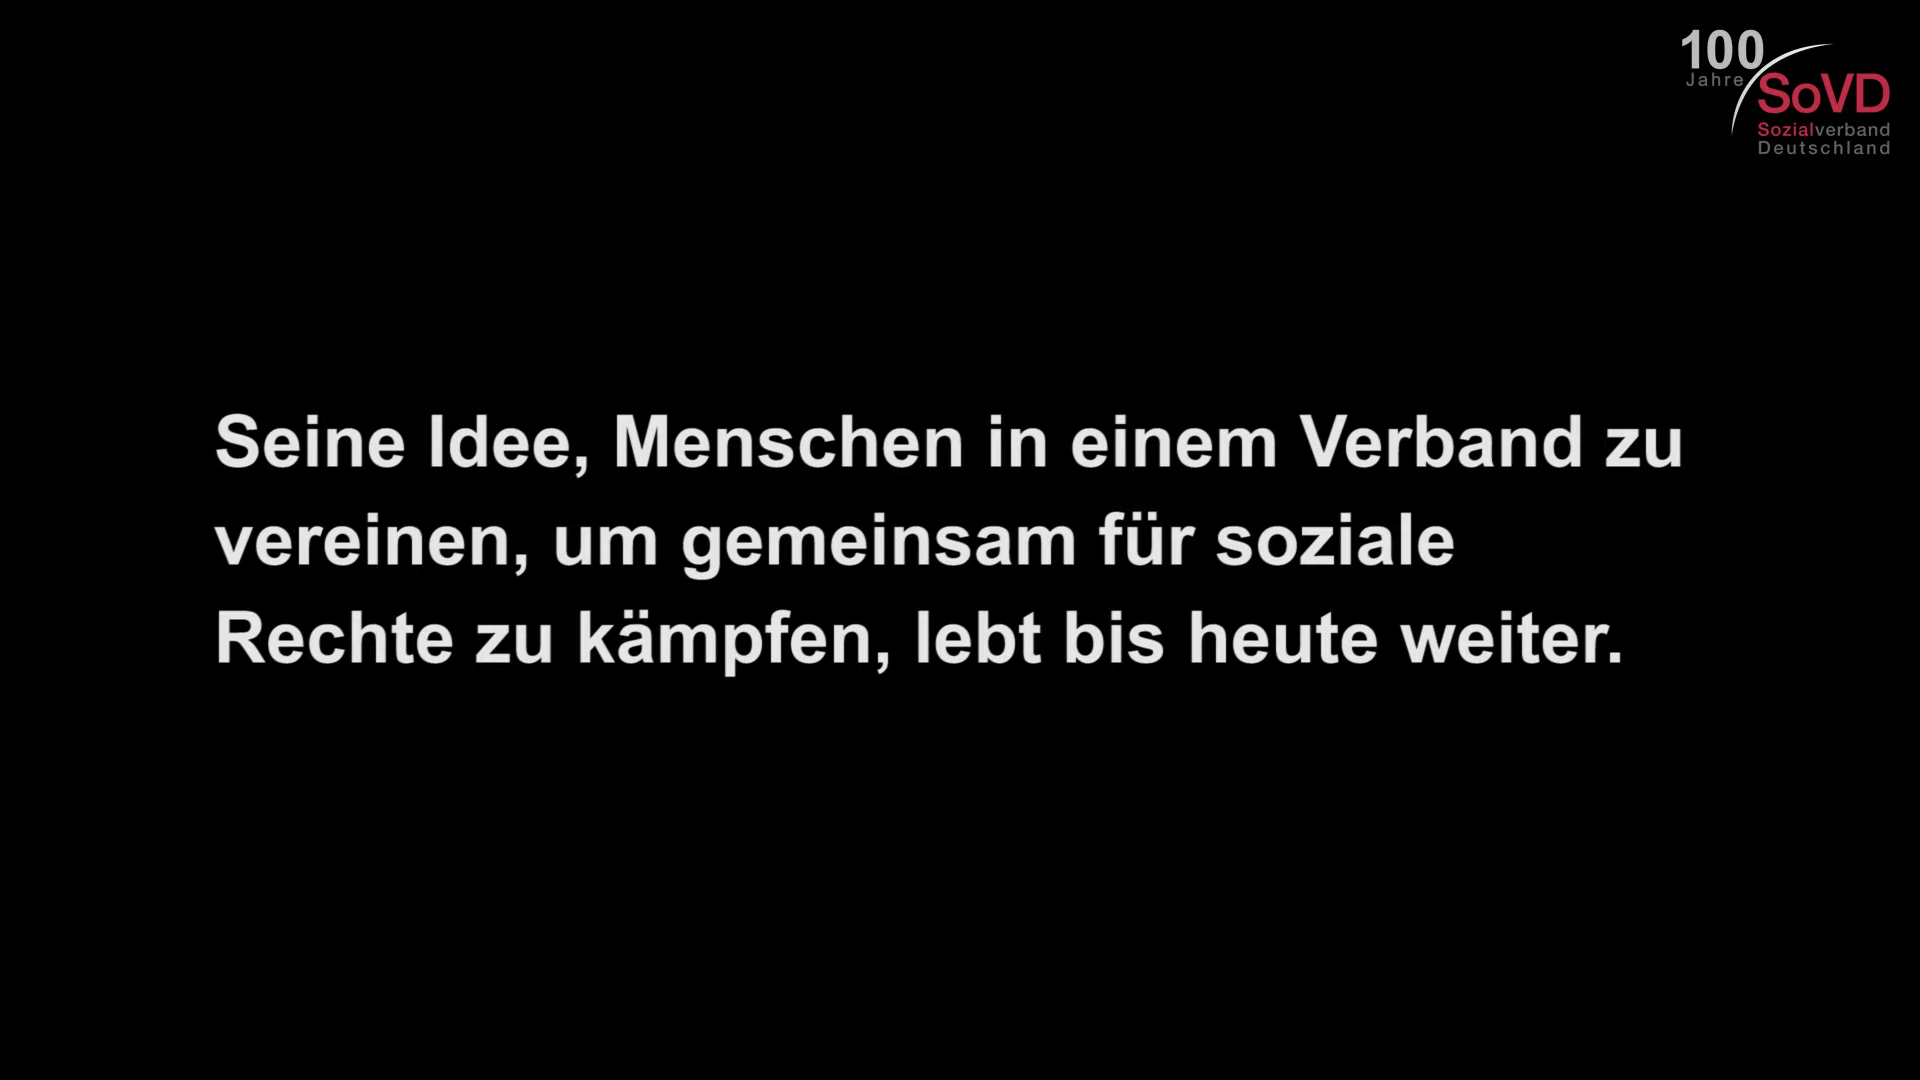 100
Jahre
SoVD
Sozialverband
Deutschland
Seine Idee, Menschen in einem Verband zu
vereinen, um gemeinsam für soziale
Rechte zu kämpfen, lebt bis heute weiter.